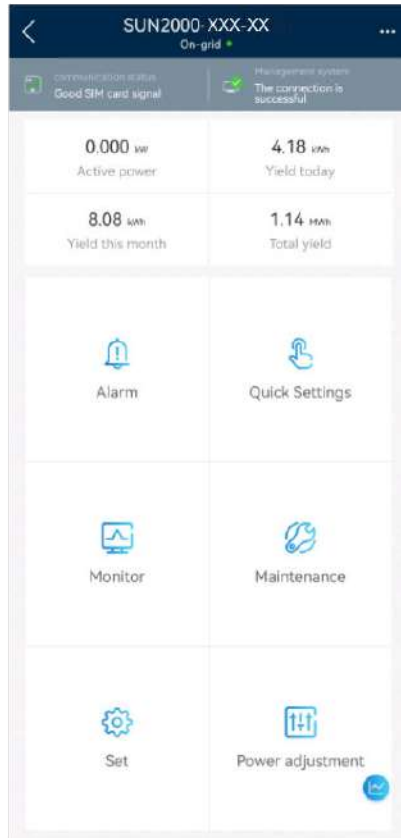 SUN2000-XXX-XX
On-grid
communication status
Good SIM card signal
Management system
The connection is
successful
0.000 kW
Active power
4.18 kWh
Yield today
8.08 kWh
Yield this month
1.14 MWh
Total yield
Alarm
Quick Settings
Monitor
Maintenance
Set
Power adjustment